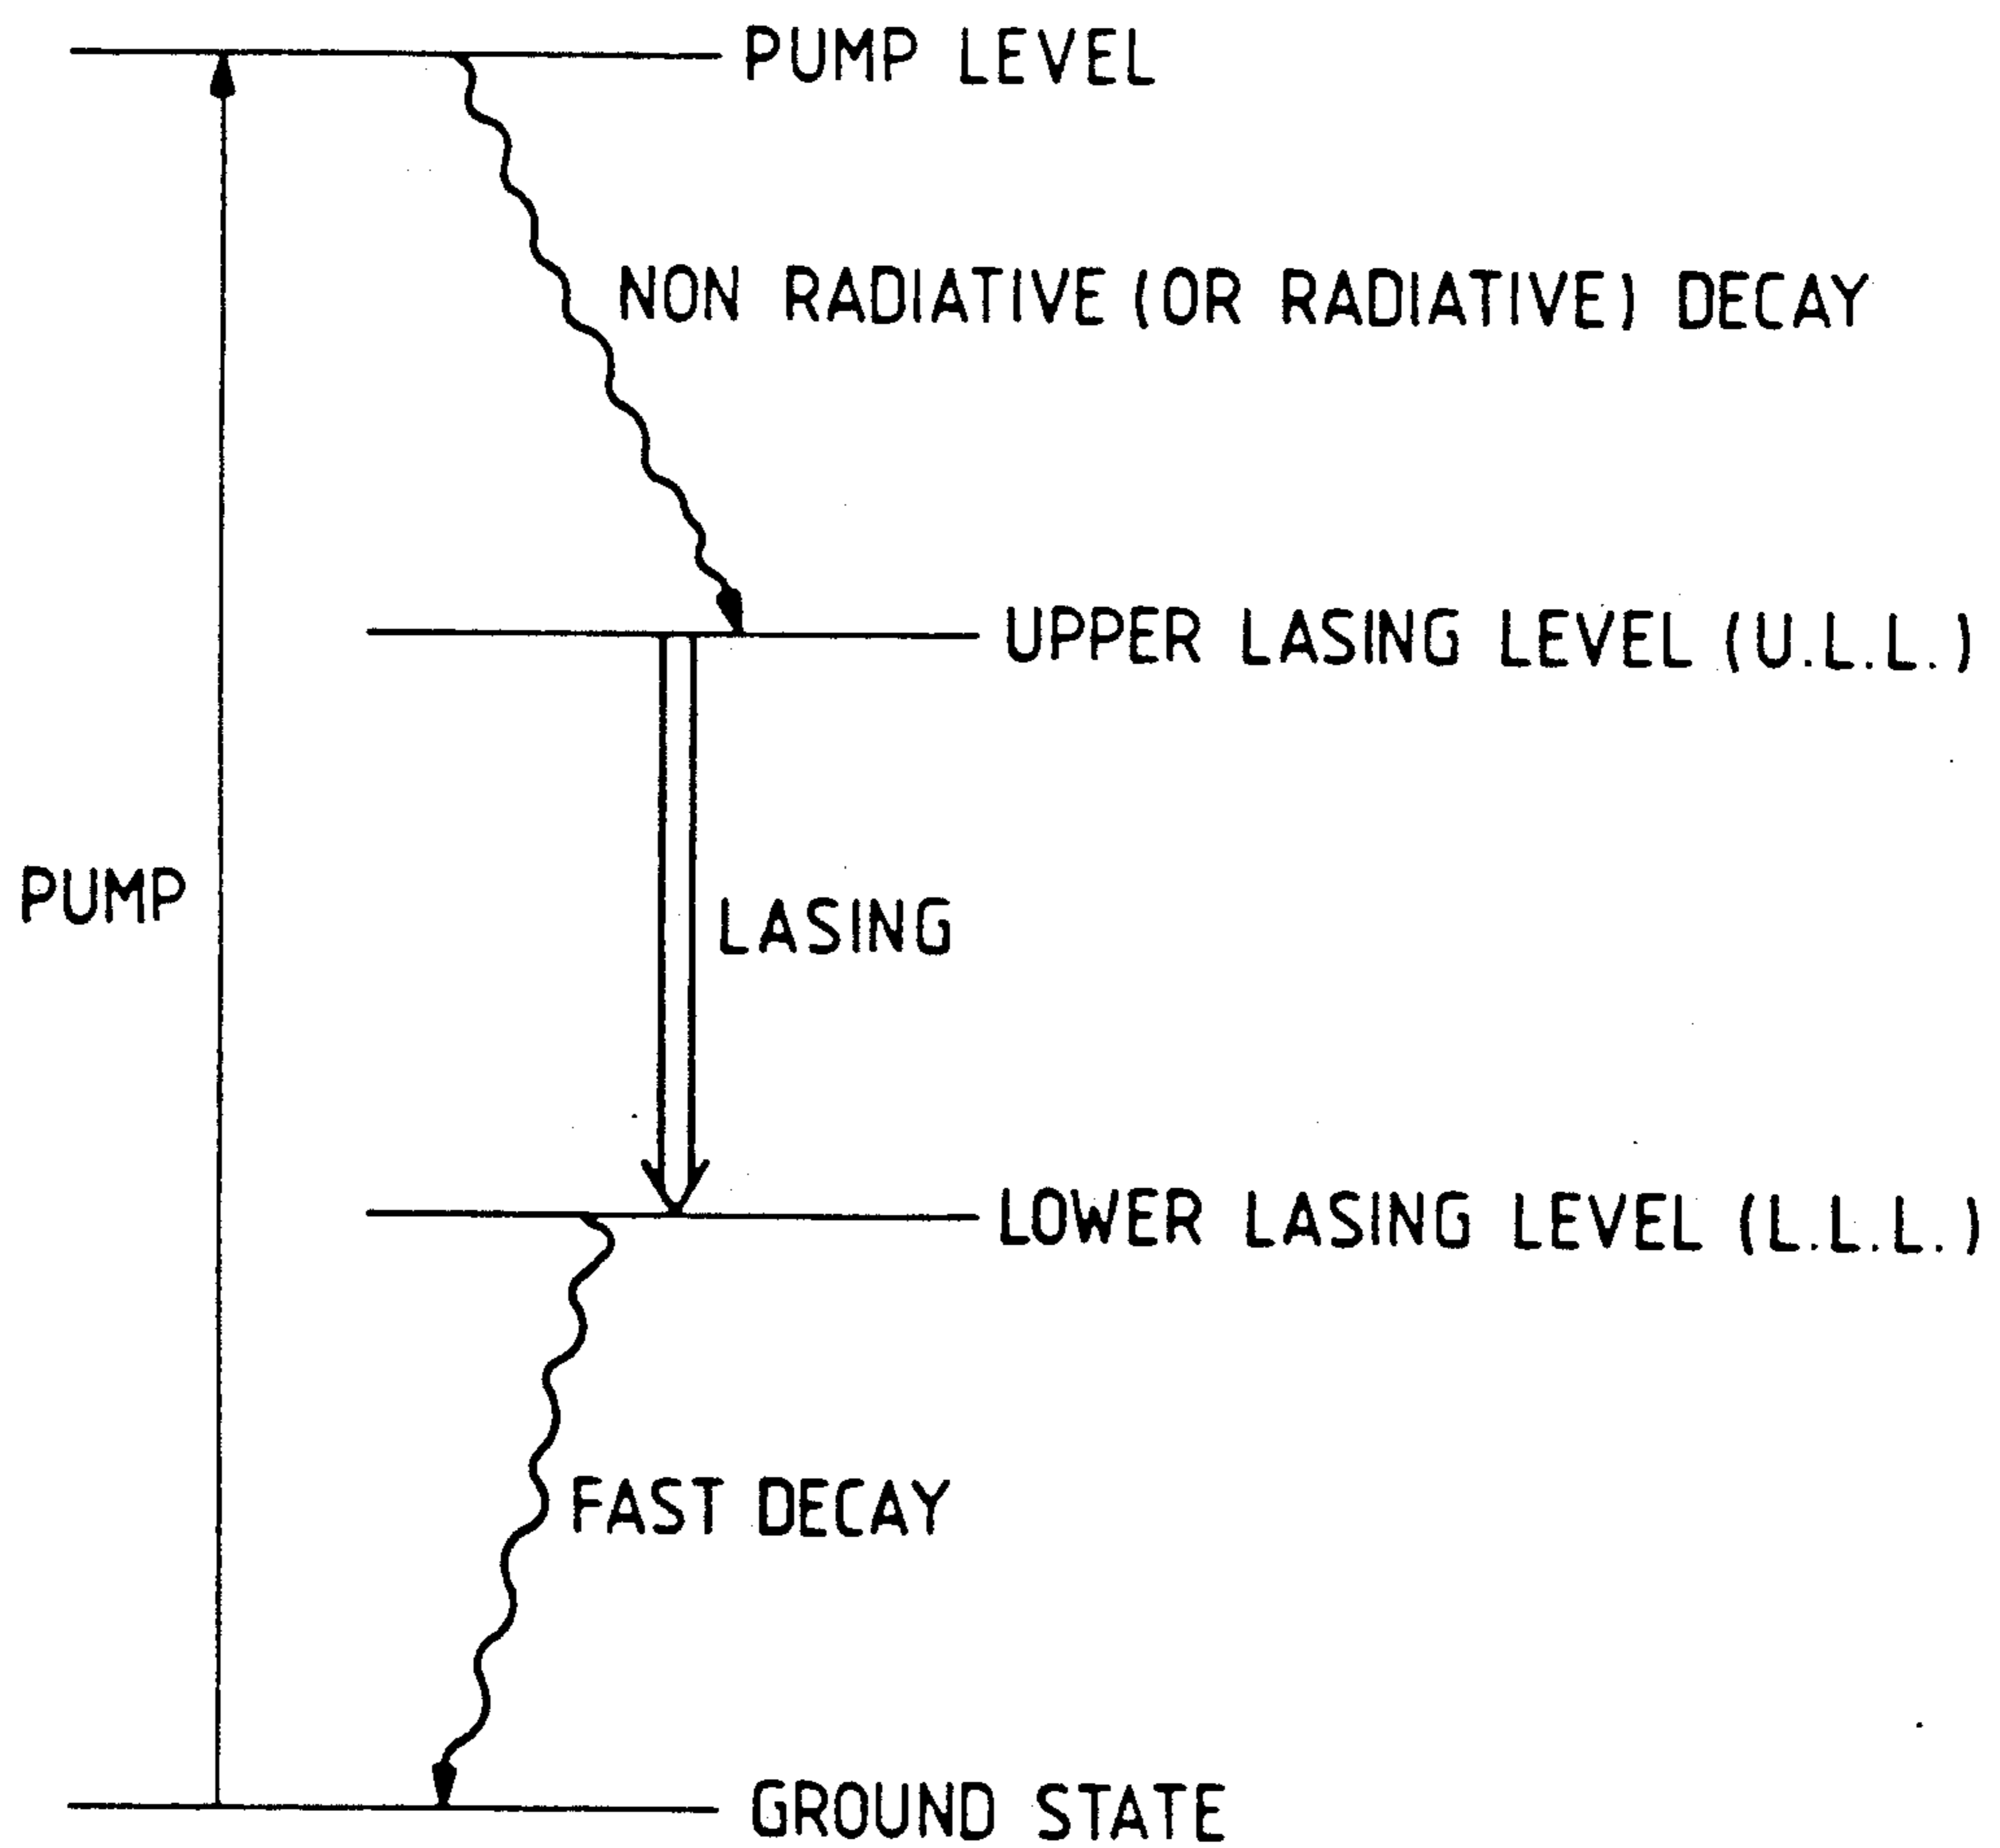 PUMP LEVEL
NON RADIATIVE (OR RADIATIVE) DECAY
UPPER LASING LEVEL (U.L.L.)
PUMP
LASING
LOWER LASING LEVEL (L.L.L.)
FAST DECAY
GROUND STATE